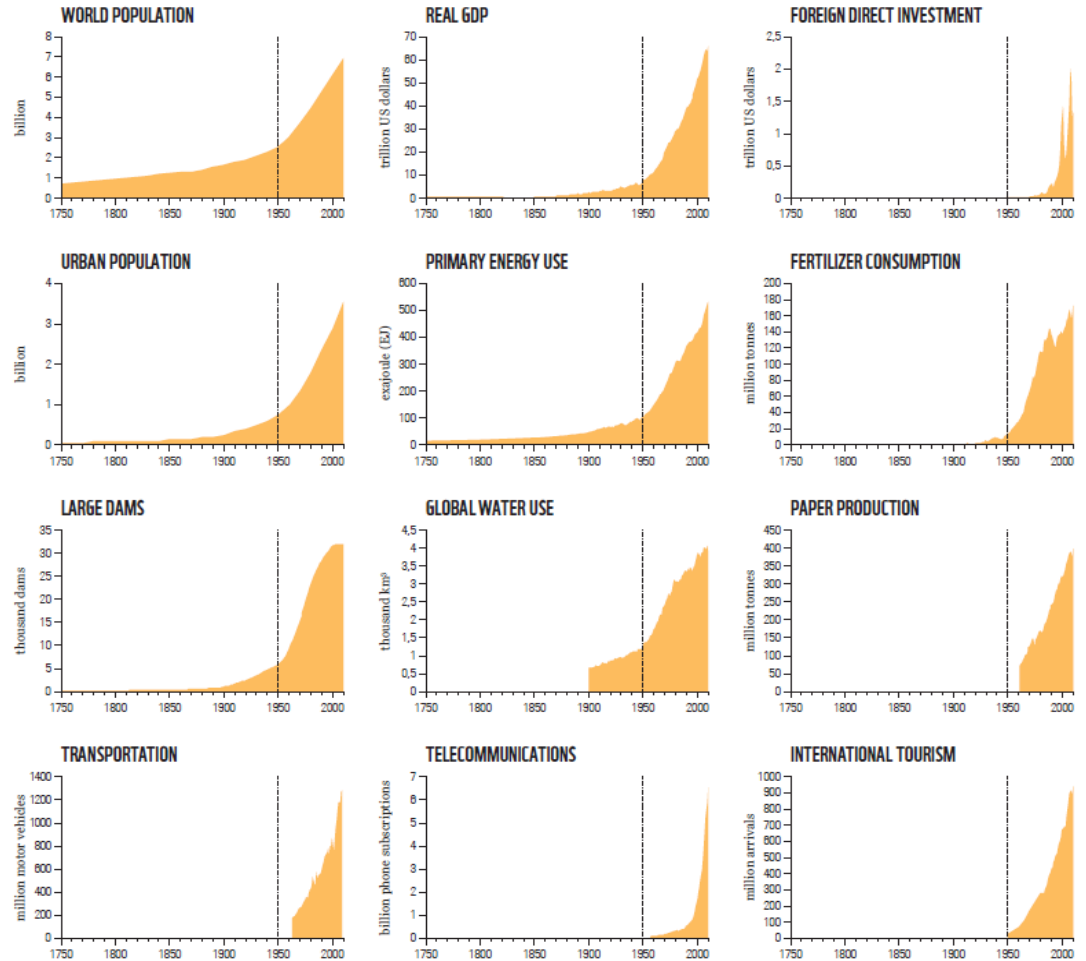 WORLD POPULATION
billion
8
7
6
5
4
3
2
1
0
1750 1800 1850 1900 1950 2000
REAL GDP
trillion US dollars
70
60
50
40
30
20
10
0
1750 1800 1850 1900 1950 2000
FOREIGN DIRECT INVESTMENT
trillion US dollars
2,5
2
1,5
1
0,5
0
1750 1800 1850 1900 1950 2000
URBAN POPULATION
billion
4
3
2
1
0
1750 1800 1850 1900 1950 2000
PRIMARY ENERGY USE
exajoule (EJ)
600
500
400
300
200
100
0
1750 1800 1850 1900 1950 2000
FERTILIZER CONSUMPTION
million tonnes
200
180
160
140
120
100
80
60
40
20
0
1750 1800 1850 1900 1950 2000
LARGE DAMS
thousand dams
35
30
25
20
15
10
5
0
1750 1800 1850 1900 1950 2000
GLOBAL WATER USE
thousand km³
4,5
4
3,5
3
2,5
2
1,5
1
0,5
0
1750 1800 1850 1900 1950 2000
PAPER PRODUCTION
million tonnes
450
400
350
300
250
200
150
100
50
0
1750 1800 1850 1900 1950 2000
TRANSPORTATION
million motor vehicles
1400
1200
1000
800
600
400
200
0
1750 1800 1850 1900 1950 2000
TELECOMMUNICATIONS
billion phone subscriptions
7
6
5
4
3
2
1
0
1750 1800 1850 1900 1950 2000
INTERNATIONAL TOURISM
million arrivals
1000
900
800
700
600
500
400
300
200
100
0
1750 1800 1850 1900 1950 2000